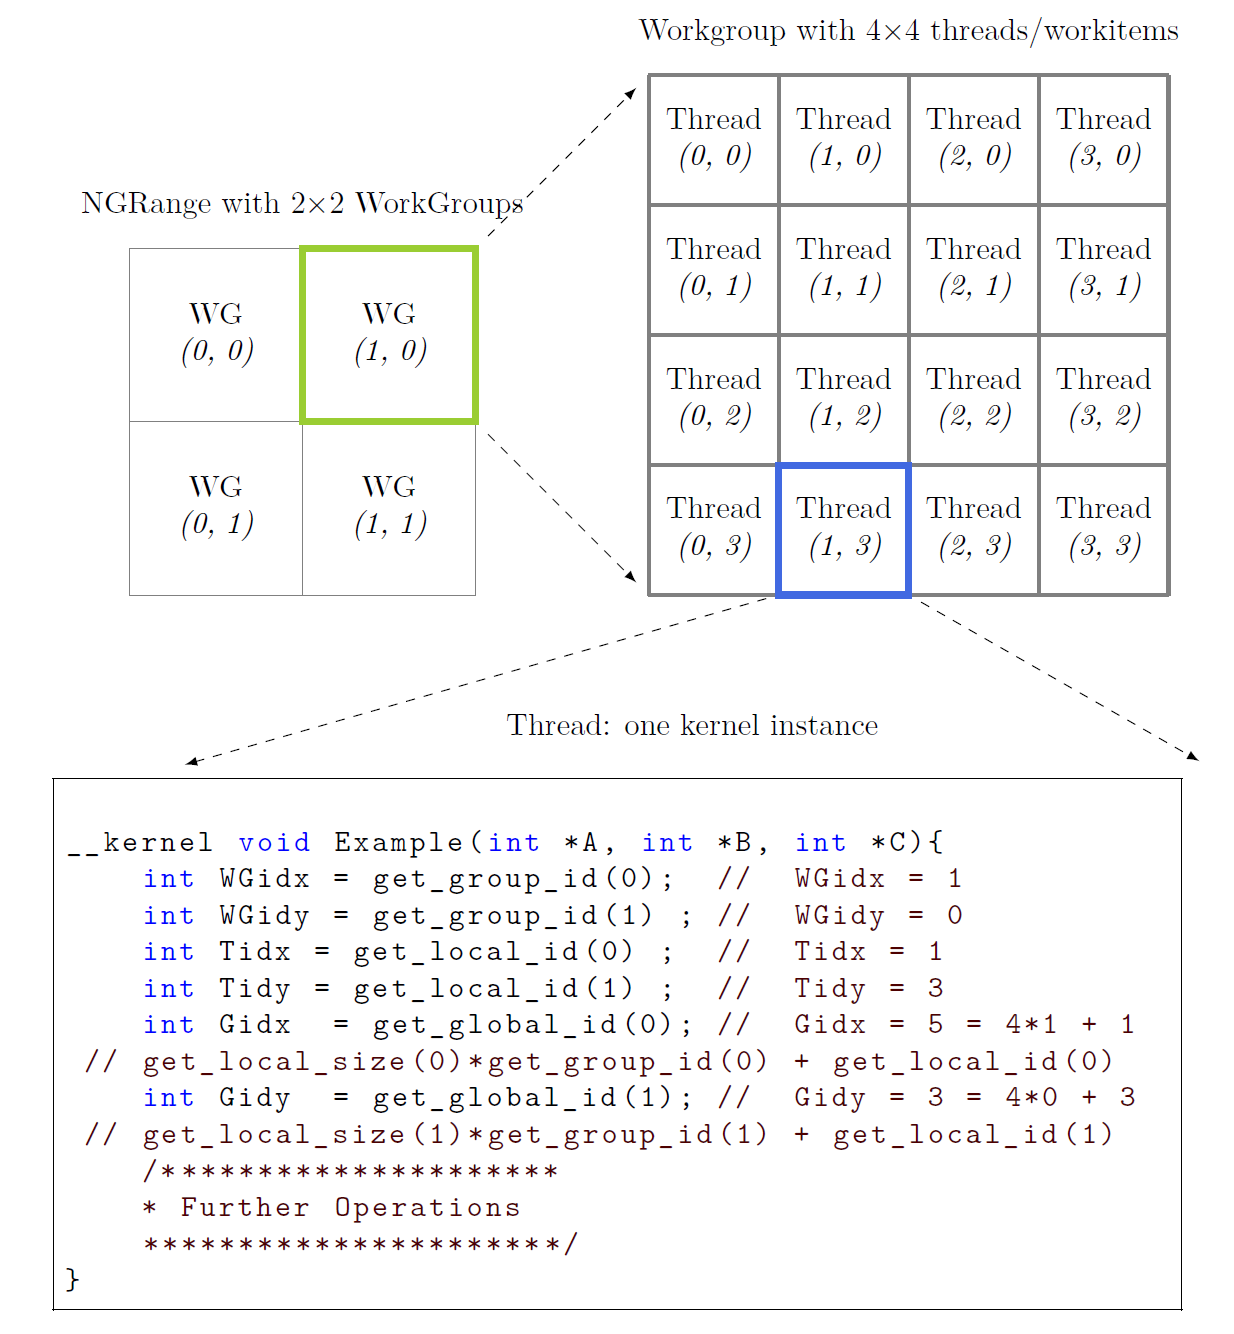 Workgroup with 4×4 threads/workitems
Thread Thread Thread Thread
(0, 0) (1, 0) (2, 0) (3, 0)
Thread Thread Thread Thread
(0, 1) (1, 1) (2, 1) (3, 1)
Thread Thread Thread Thread
(0, 2) (1, 2) (2, 2) (3, 2)
Thread Thread Thread Thread
(0, 3) (1, 3) (2, 3) (3, 3)
NGRange with 2×2 WorkGroups
WG WG
(0, 0) (1, 0)
WG WG
(0, 1) (1, 1)
Thread: one kernel instance
__kernel void Example(int *A, int *B, int *C){
    int WGidx = get_group_id(0);  //  WGidx = 1
    int WGidy = get_group_id(1) ; //  WGidy = 0
    int Tidx = get_local_id(0) ;  //  Tidx = 1
    int Tidy = get_local_id(1) ;  //  Tidy = 3
    int Gidx  = get_global_id(0); //  Gidx = 5 = 4*1 + 1
 // get_local_size(0)*get_group_id(0) + get_local_id(0)
    int Gidy  = get_global_id(1); //  Gidy = 3 = 4*0 + 3
 // get_local_size(1)*get_group_id(1) + get_local_id(1)
    /*********************
    * Further Operations
    **********************/
}